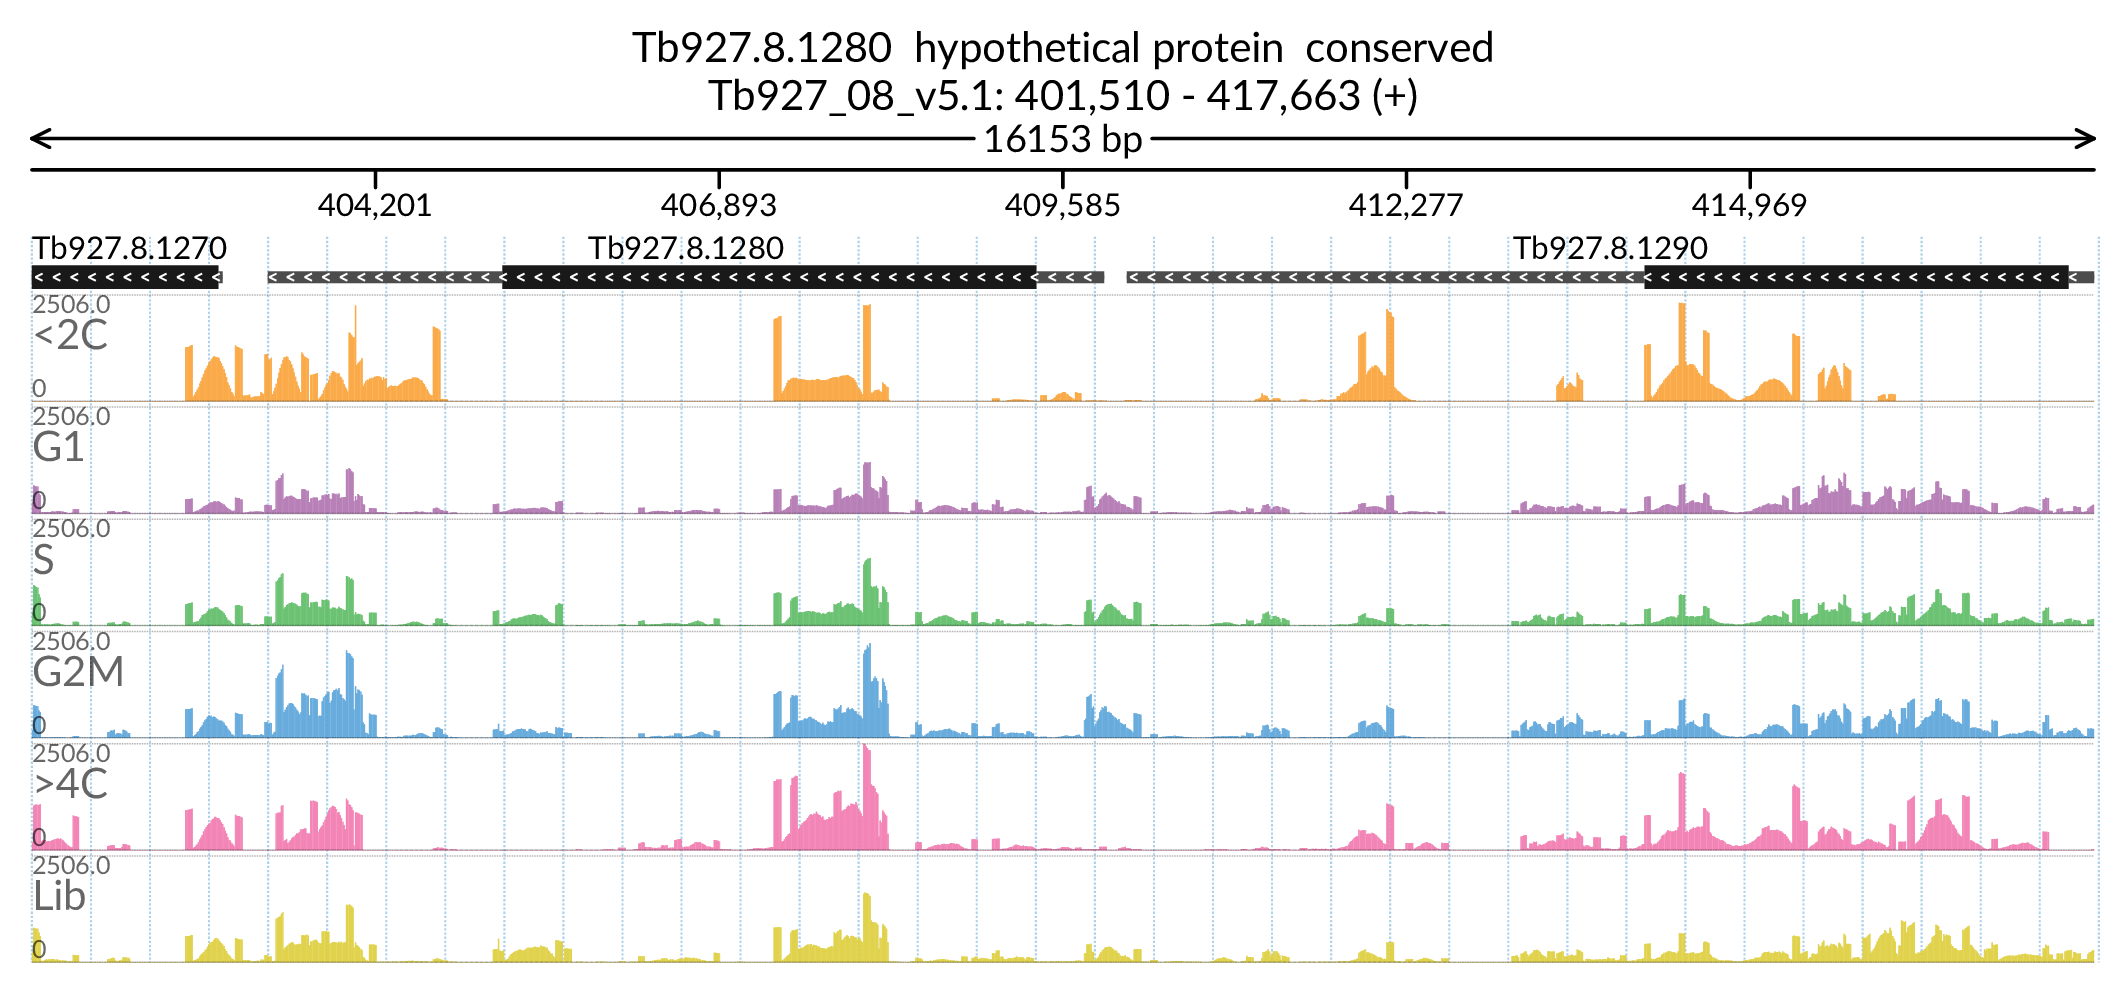 Tb927.8.1280  hypothetical protein  conserved
Tb927_08_v5.1: 401,510 - 417,663 (+)
16153 bp
404,201 406,893 409,585 412,277 414,969
Tb927.8.1270 Tb927.8.1280 Tb927.8.1290
2506.0
<2C
0
2506.0
G1
0
2506.0
S
0
2506.0
G2M
0
2506.0
>4C
0
2506.0
Lib
0